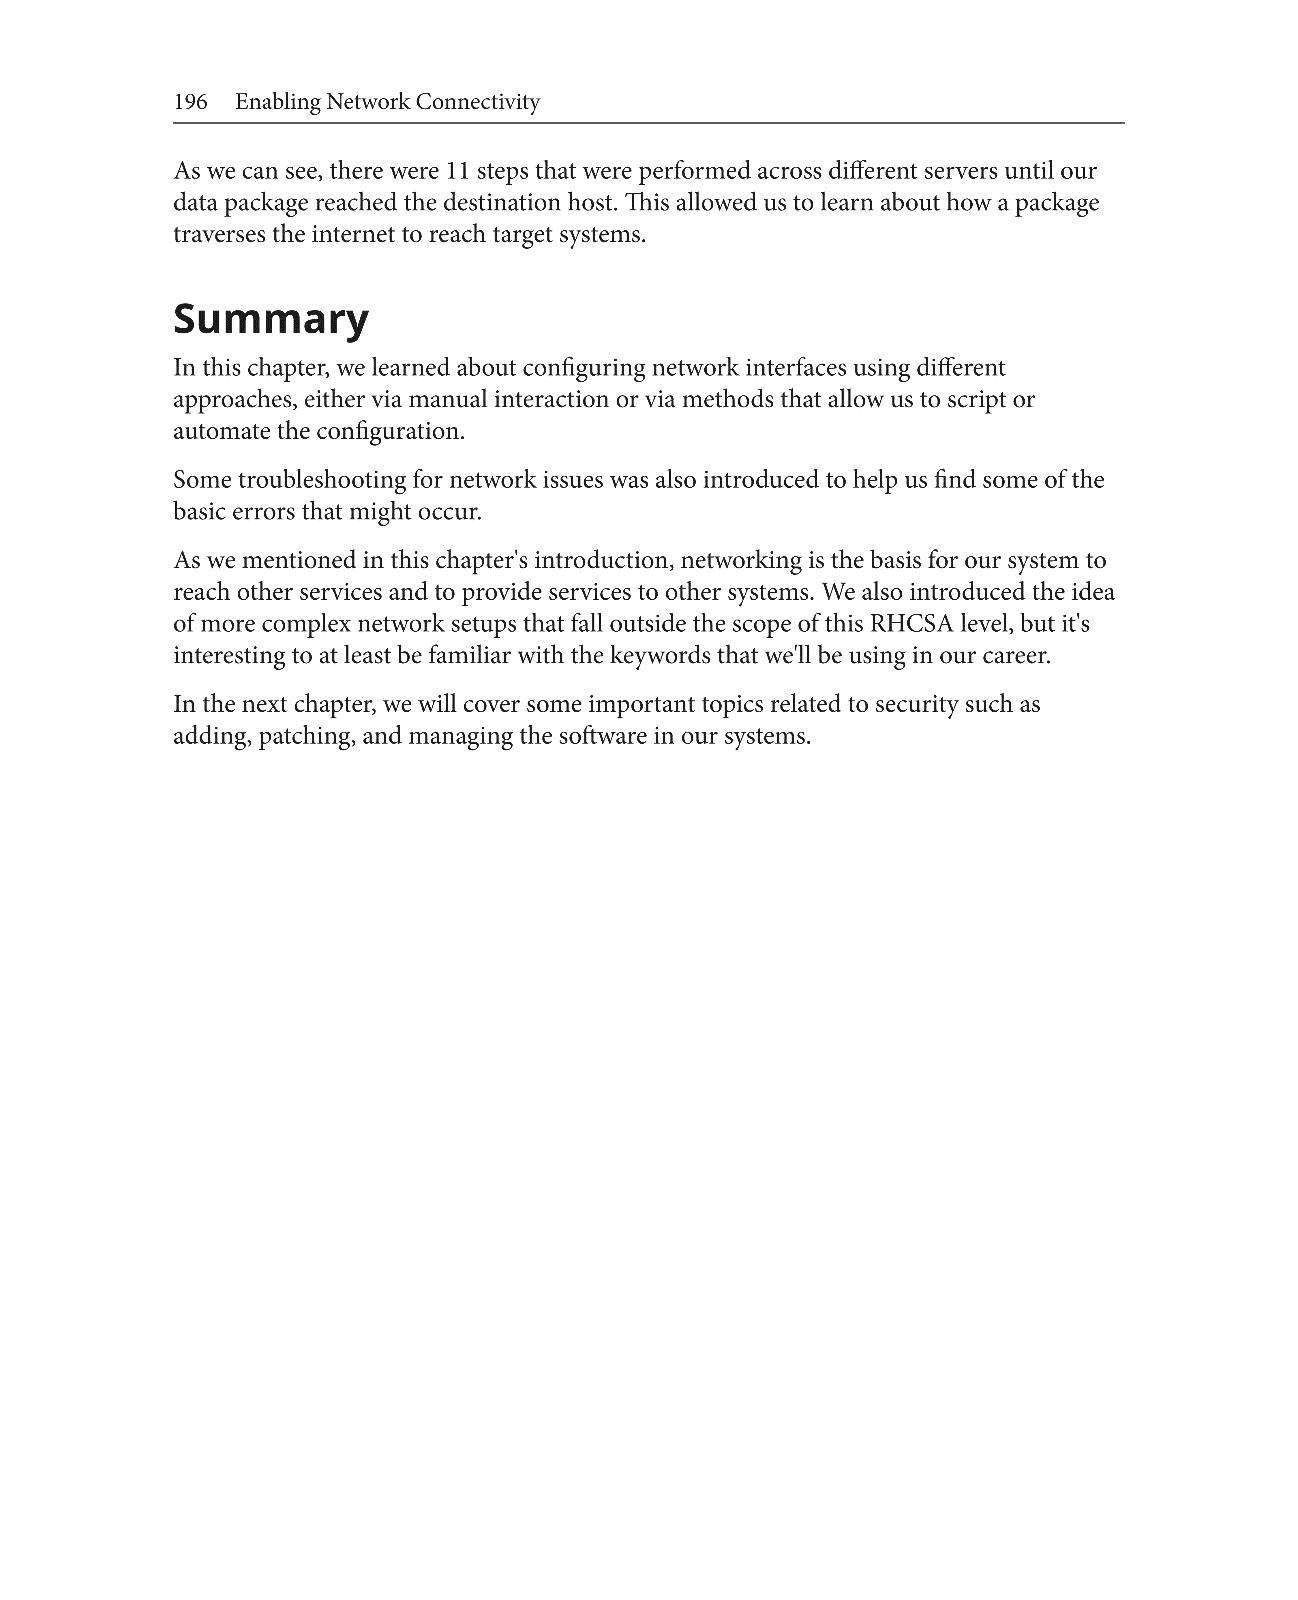 196 Enabling Network Connectivity
As we can see, there were 11 steps that were performed across different servers until our
data package reached the destination host. This allowed us to learn about how a package
traverses the internet to reach target systems.
Summary
In this chapter, we learned about configuring network interfaces using different
approaches, either via manual interaction or via methods that allow us to script or
automate the configuration.
Some troubleshooting for network issues was also introduced to help us find some of the
basic errors that might occur.
As we mentioned in this chapter's introduction, networking is the basis for our system to
reach other services and to provide services to other systems. We also introduced the idea
of more complex network setups that fall outside the scope of this RHCSA level, but it's
interesting to at least be familiar with the keywords that we'll be using in our career.
In the next chapter, we will cover some important topics related to security such as
adding, patching, and managing the software in our systems.